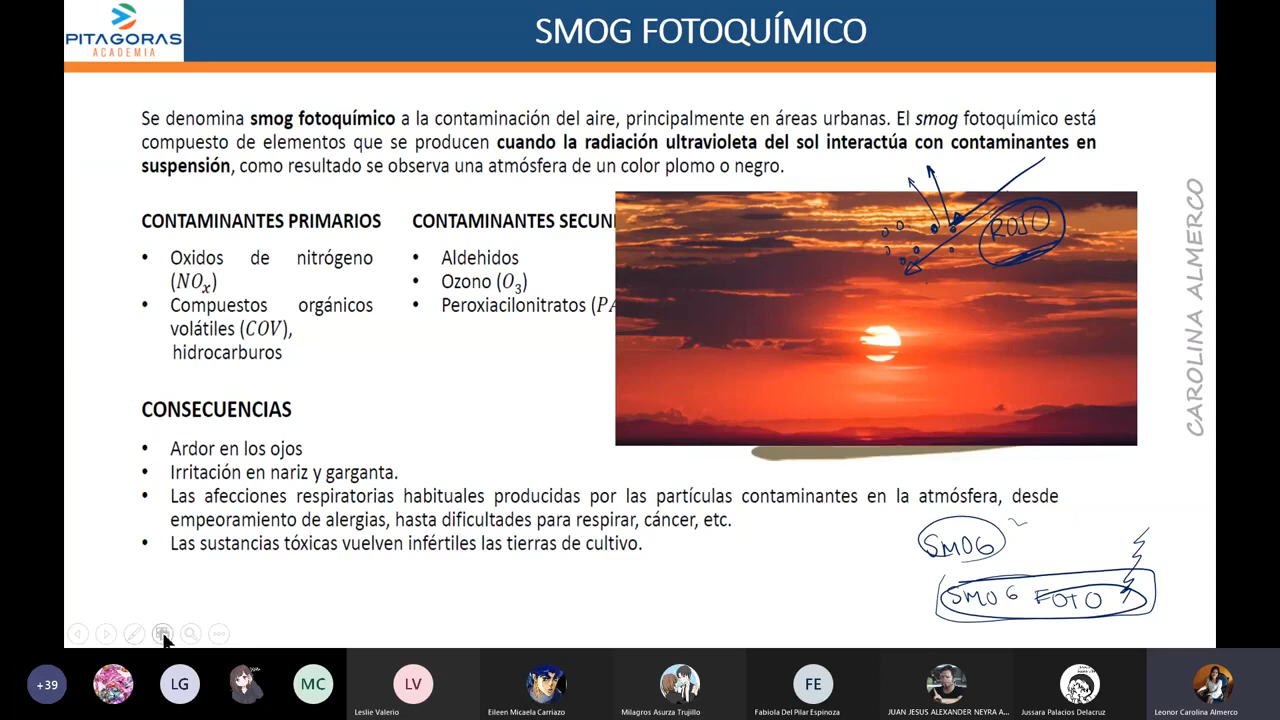 PITAGORAS
ACADEMIA
SMOG FOTOQUÍMICO
Se denomina smog fotoquímico a la contaminación del aire, principalmente en áreas urbanas. El smog fotoquímico está
compuesto de elementos que se producen cuando la radiación ultravioleta del sol interactúa con contaminantes en
suspensión, como resultado se observa una atmósfera de un color plomo o negro.
CONTAMINANTES PRIMARIOS
• Oxidos de nitrógeno
(NOx)
• Compuestos orgánicos
volátiles (COV),
hidrocarburos
CONTAMINANTES
• Aldehidos
• Ozono (O3)
• Peroxiacilonitratos
ROJO
CAROLINA ALMERCO
CONSECUENCIAS
• Ardor en los ojos
• Irritación en nariz y garganta.
• Las afecciones respiratorias habituales producidas por las partículas contaminantes en la atmósfera, desde
empeoramiento de alergias, hasta dificultades para respirar, cáncer, etc.
• Las sustancias tóxicas vuelven infértiles las tierras de cultivo.
SMOG
SMOG FOTO
+39
LG
MC
LV
FE
Leslie Valerio
Eileen Micaela Carriazo
Milagros Asurza Trujillo
Fabiola Del Pilar Espinoza
JUAN JESUS ALEXANDER NEYRA A...
Jussara Palacios Delacruz
Leonor Carolina Almerco